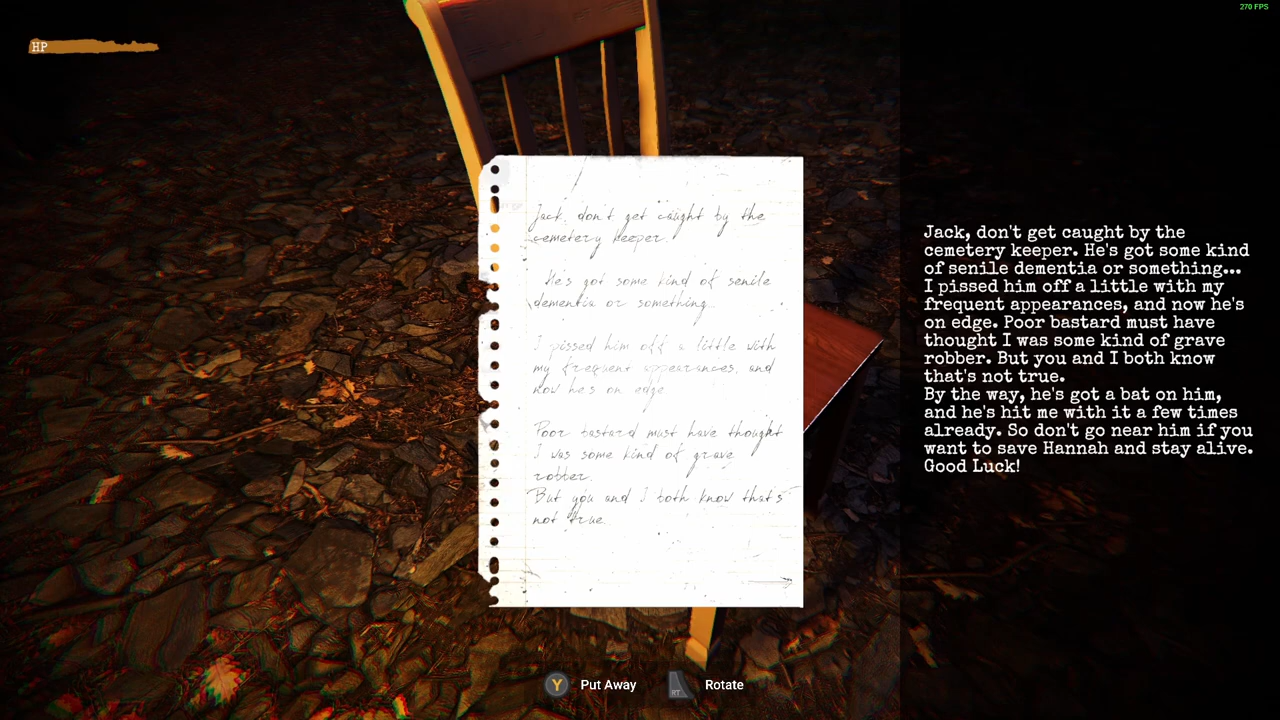 270 FPS
HP
Jack, don't get caught by the
cemetery keeper.
He's got some kind of senile
dementia or something
I pissed him off a little with
my frequent appearances, and
now he's on edge
Poor bastard must have thought
I was some kind of grave
robber.
But you and I both know that's
not true.
Jack, don't get caught by the
cemetery keeper. He's got some kind
of senile dementia or something...
I pissed him off a little with my
frequent appearances, and now he's
on edge. Poor bastard must have
thought I was some kind of grave
robber. But you and I both know
that's not true.
By the way, he's got a bat on him,
and he's hit me with it a few times
already. So don't go near him if you
want to save Hannah and stay alive.
Good Luck!
Y Put Away RT Rotate